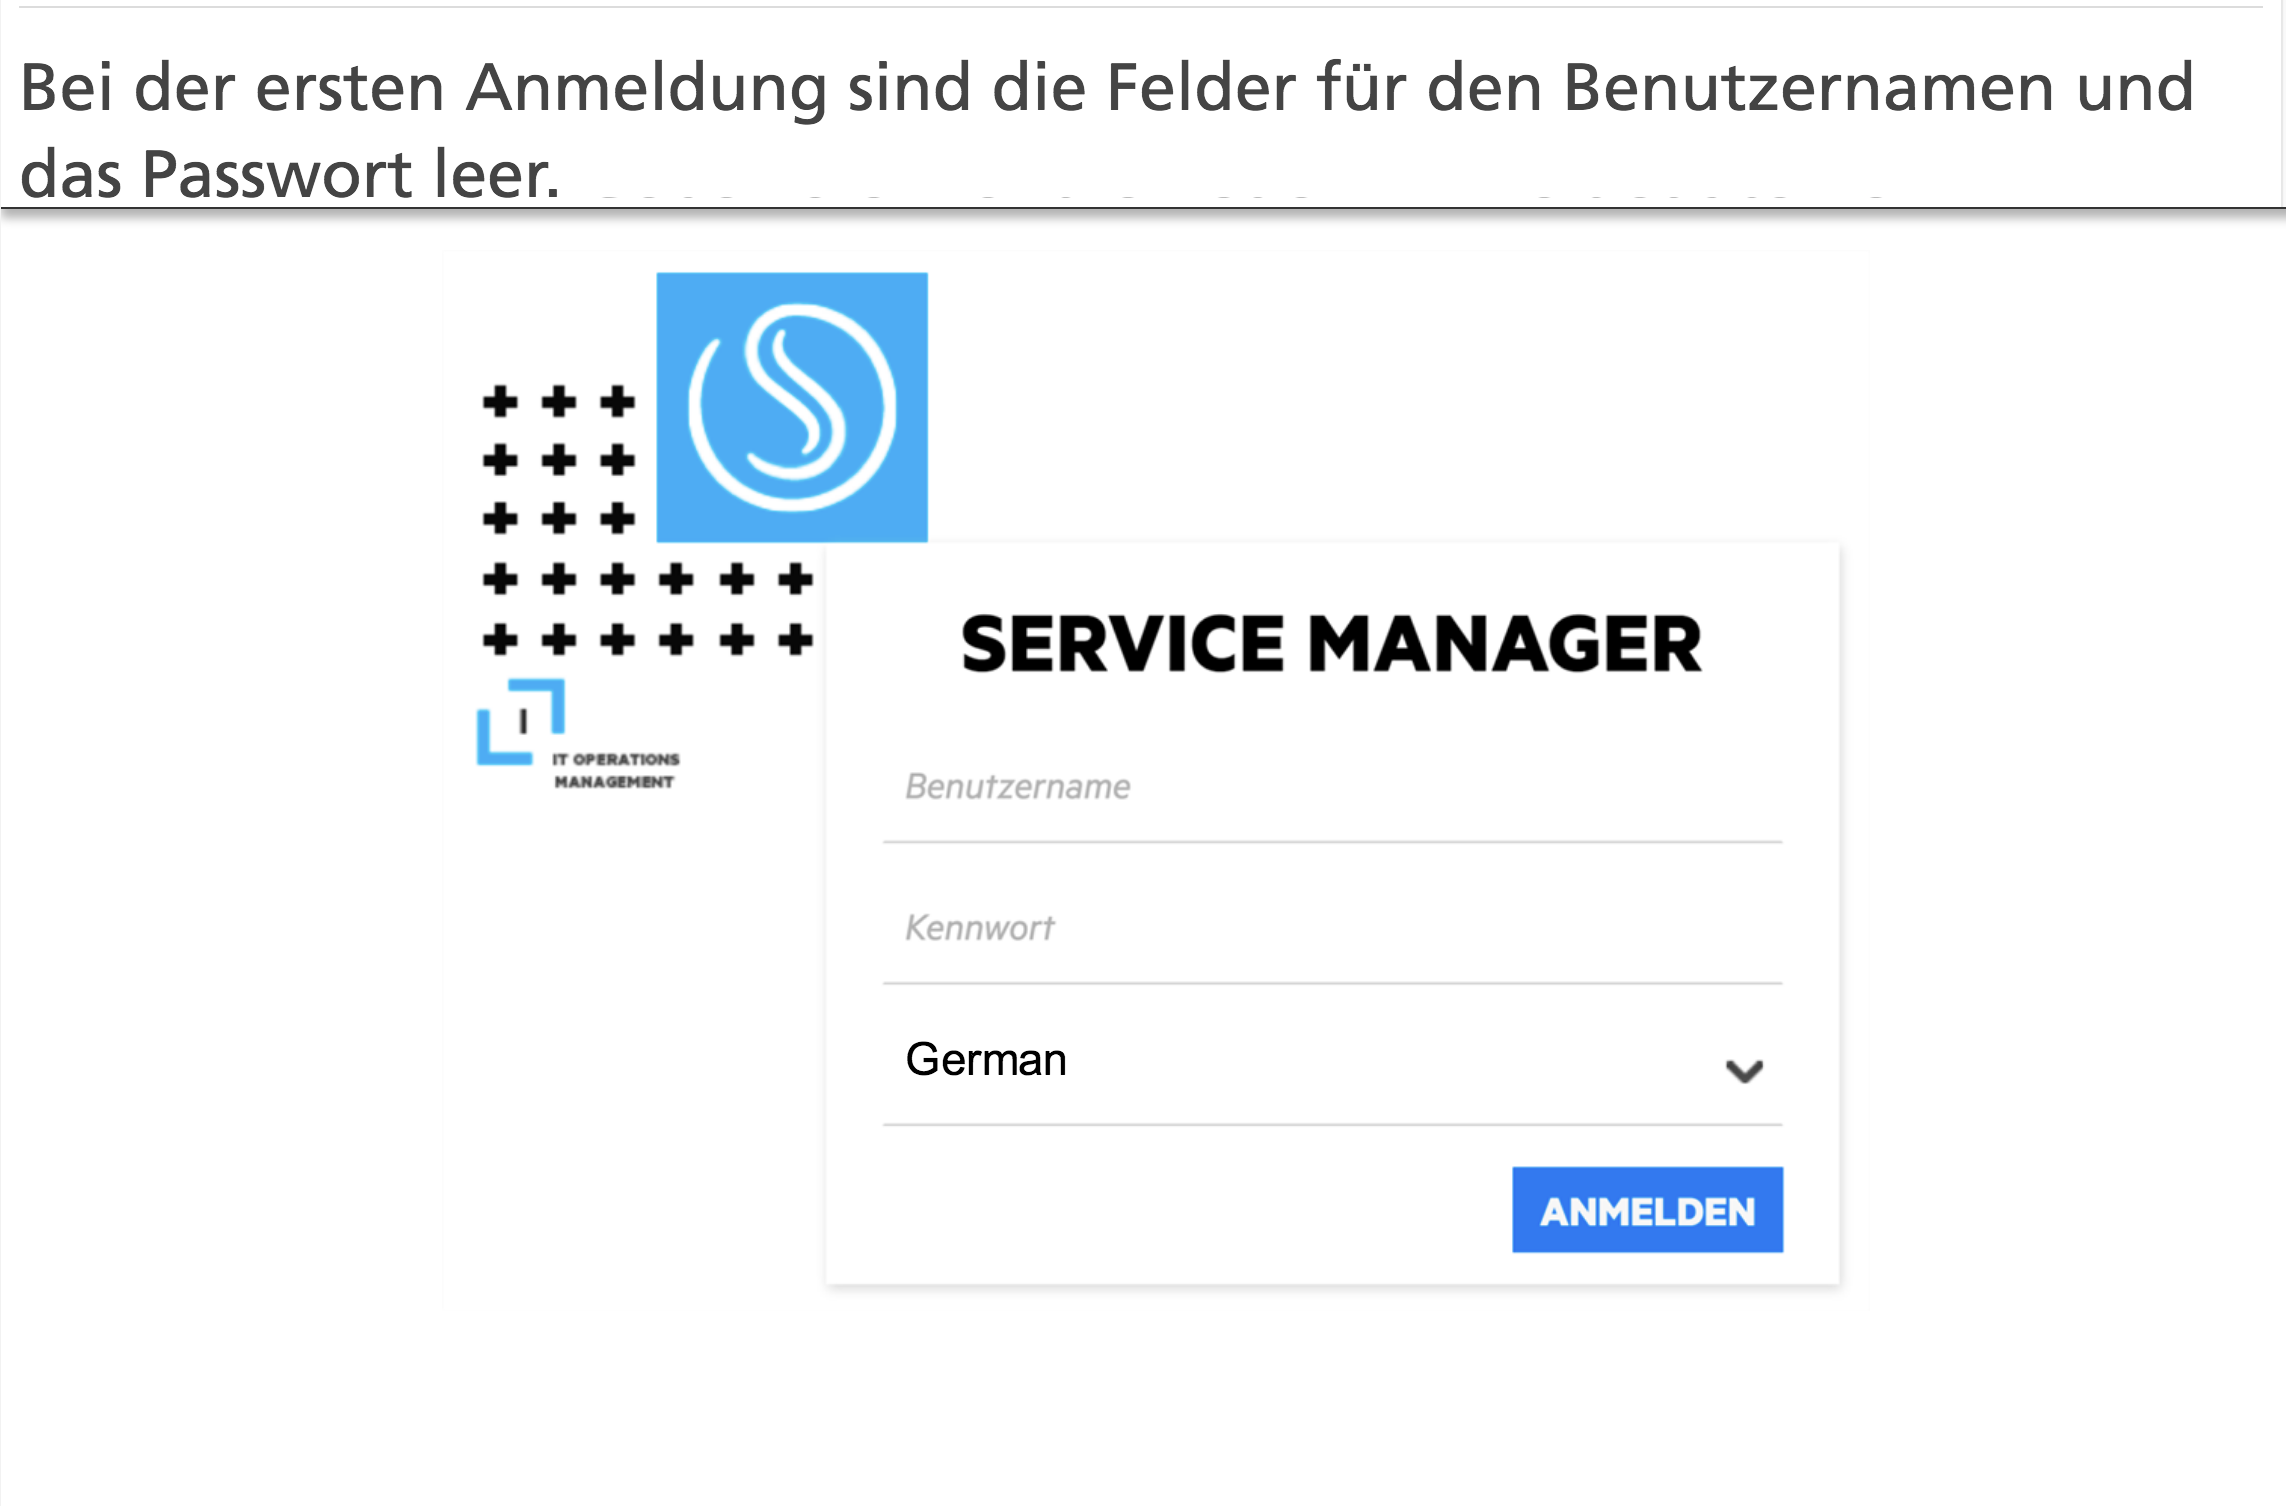 Bei der ersten Anmeldung sind die Felder für den Benutzernamen und
das Passwort leer.
SERVICE MANAGER
IT OPERATIONS
MANAGEMENT
Benutzername
Kennwort
German
ANMELDEN